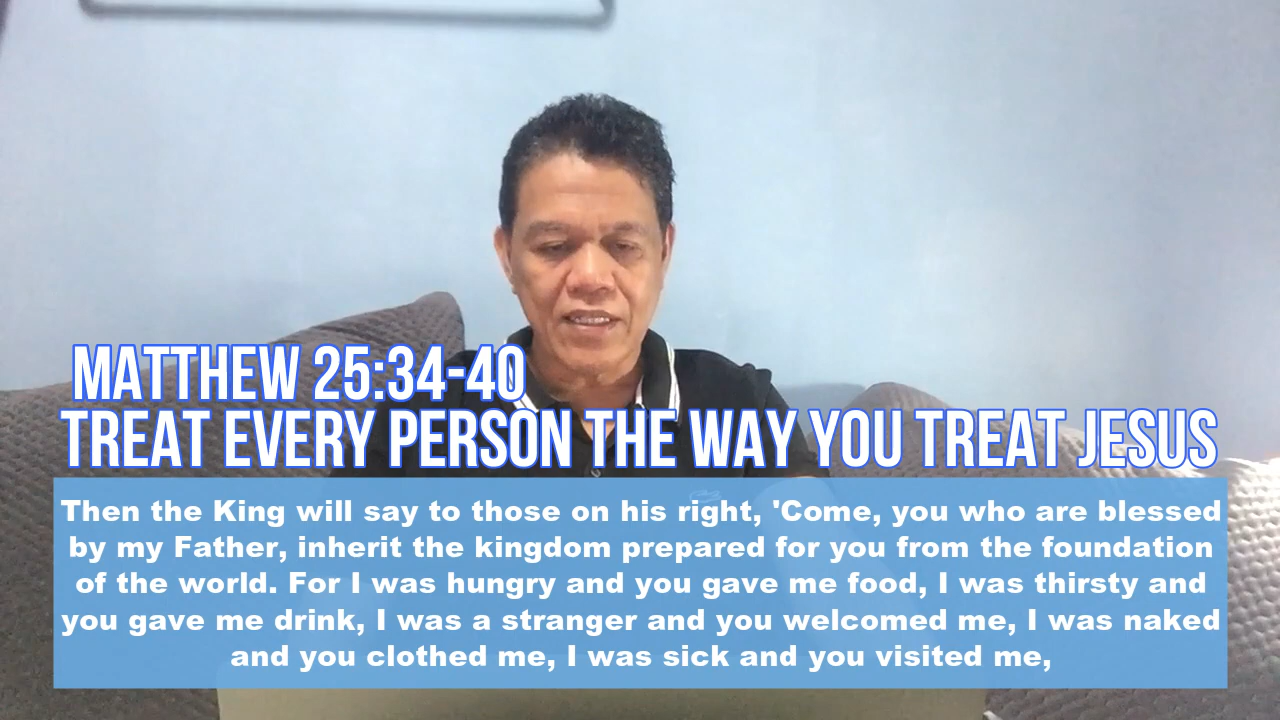 MATTHEW 25:34-40
TREAT EVERY PERSON THE WAY YOU TREAT JESUS
Then the King will say to those on his right, 'Come, you who are blessed
by my Father, inherit the kingdom prepared for you from the foundation
of the world. For I was hungry and you gave me food, I was thirsty and
you gave me drink, I was a stranger and you welcomed me, I was naked
and you clothed me, I was sick and you visited me,